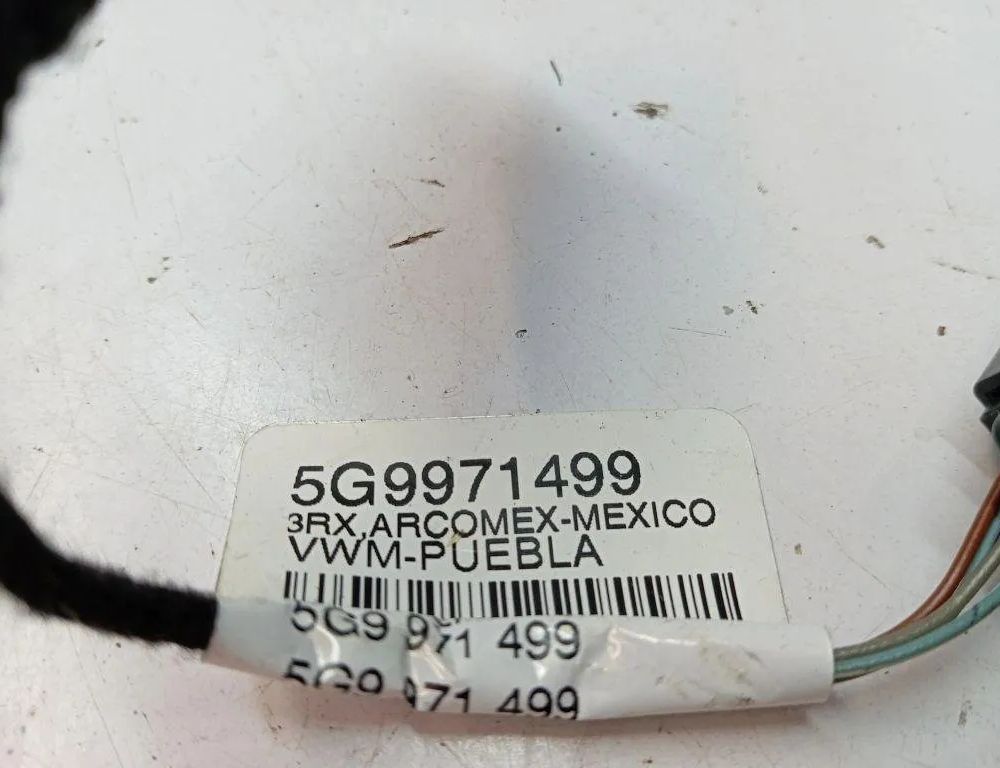 5G9971499
3RX,ARCOMEX-MEXICO
VWM-PUEBLA
5G9 971 499
5G9 971 499